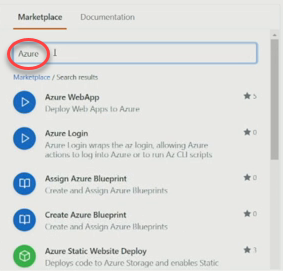 Marketplace Documentation
Azure
Marketplace / Search results
Azure WebApp ★ 5
Deploy Web Apps to Azure
Azure Login ★ 0
Azure Login wraps the az login, allowing Azure
actions to log into Azure or to run Az CLI scripts
Assign Azure Blueprint ★ 0
Create and Assign Azure Blueprints
Create Azure Blueprint ★ 0
Create and Assign Azure Blueprints
Azure Static Website Deploy ★ 3
Deploys code to Azure Storage and enables Static